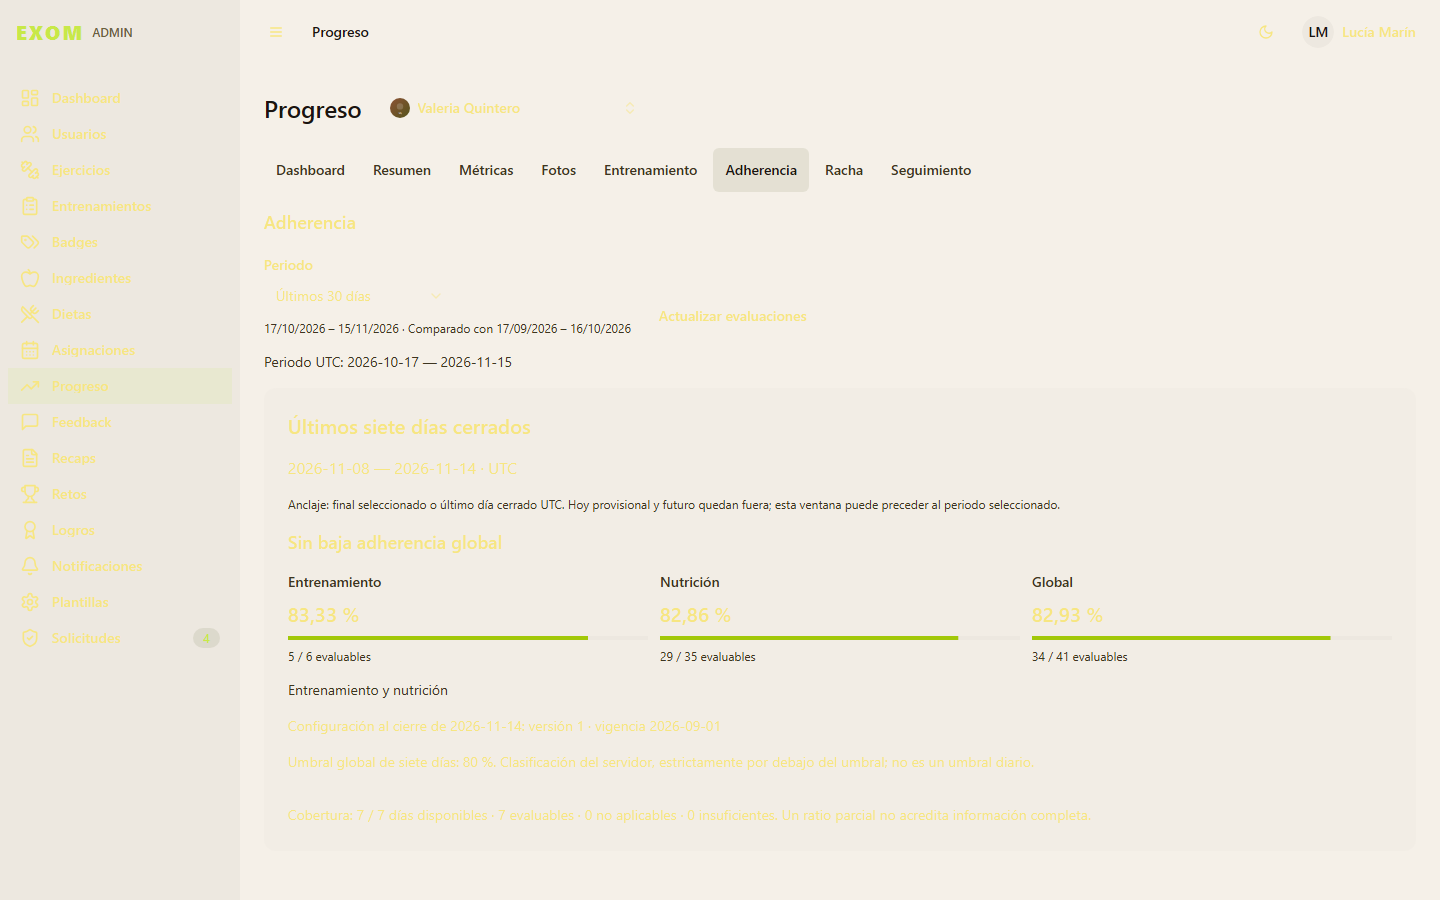 EXOM ADMIN
Progreso
LM Lucía Marín
Dashboard
Usuarios
Ejercicios
Entrenamientos
Badges
Ingredientes
Dietas
Asignaciones
Progreso
Feedback
Recaps
Retos
Logros
Notificaciones
Plantillas
Solicitudes 4
Progreso Valeria Quintero
Dashboard Resumen Métricas Fotos Entrenamiento Adherencia Racha Seguimiento
Adherencia
Periodo
Últimos 30 días
17/10/2026 – 15/11/2026 · Comparado con 17/09/2026 – 16/10/2026
Actualizar evaluaciones
Periodo UTC: 2026-10-17 — 2026-11-15
Últimos siete días cerrados
2026-11-08 — 2026-11-14 · UTC
Anclaje: final seleccionado o último día cerrado UTC. Hoy provisional y futuro quedan fuera; esta ventana puede preceder al periodo seleccionado.
Sin baja adherencia global
Entrenamiento Nutrición Global
83,33 % 82,86 % 82,93 %
5 / 6 evaluables 29 / 35 evaluables 34 / 41 evaluables
Entrenamiento y nutrición
Configuración al cierre de 2026-11-14: versión 1 · vigencia 2026-09-01
Umbral global de siete días: 80 %. Clasificación del servidor, estrictamente por debajo del umbral; no es un umbral diario.
Cobertura: 7 / 7 días disponibles · 7 evaluables · 0 no aplicables · 0 insuficientes. Un ratio parcial no acredita información completa.